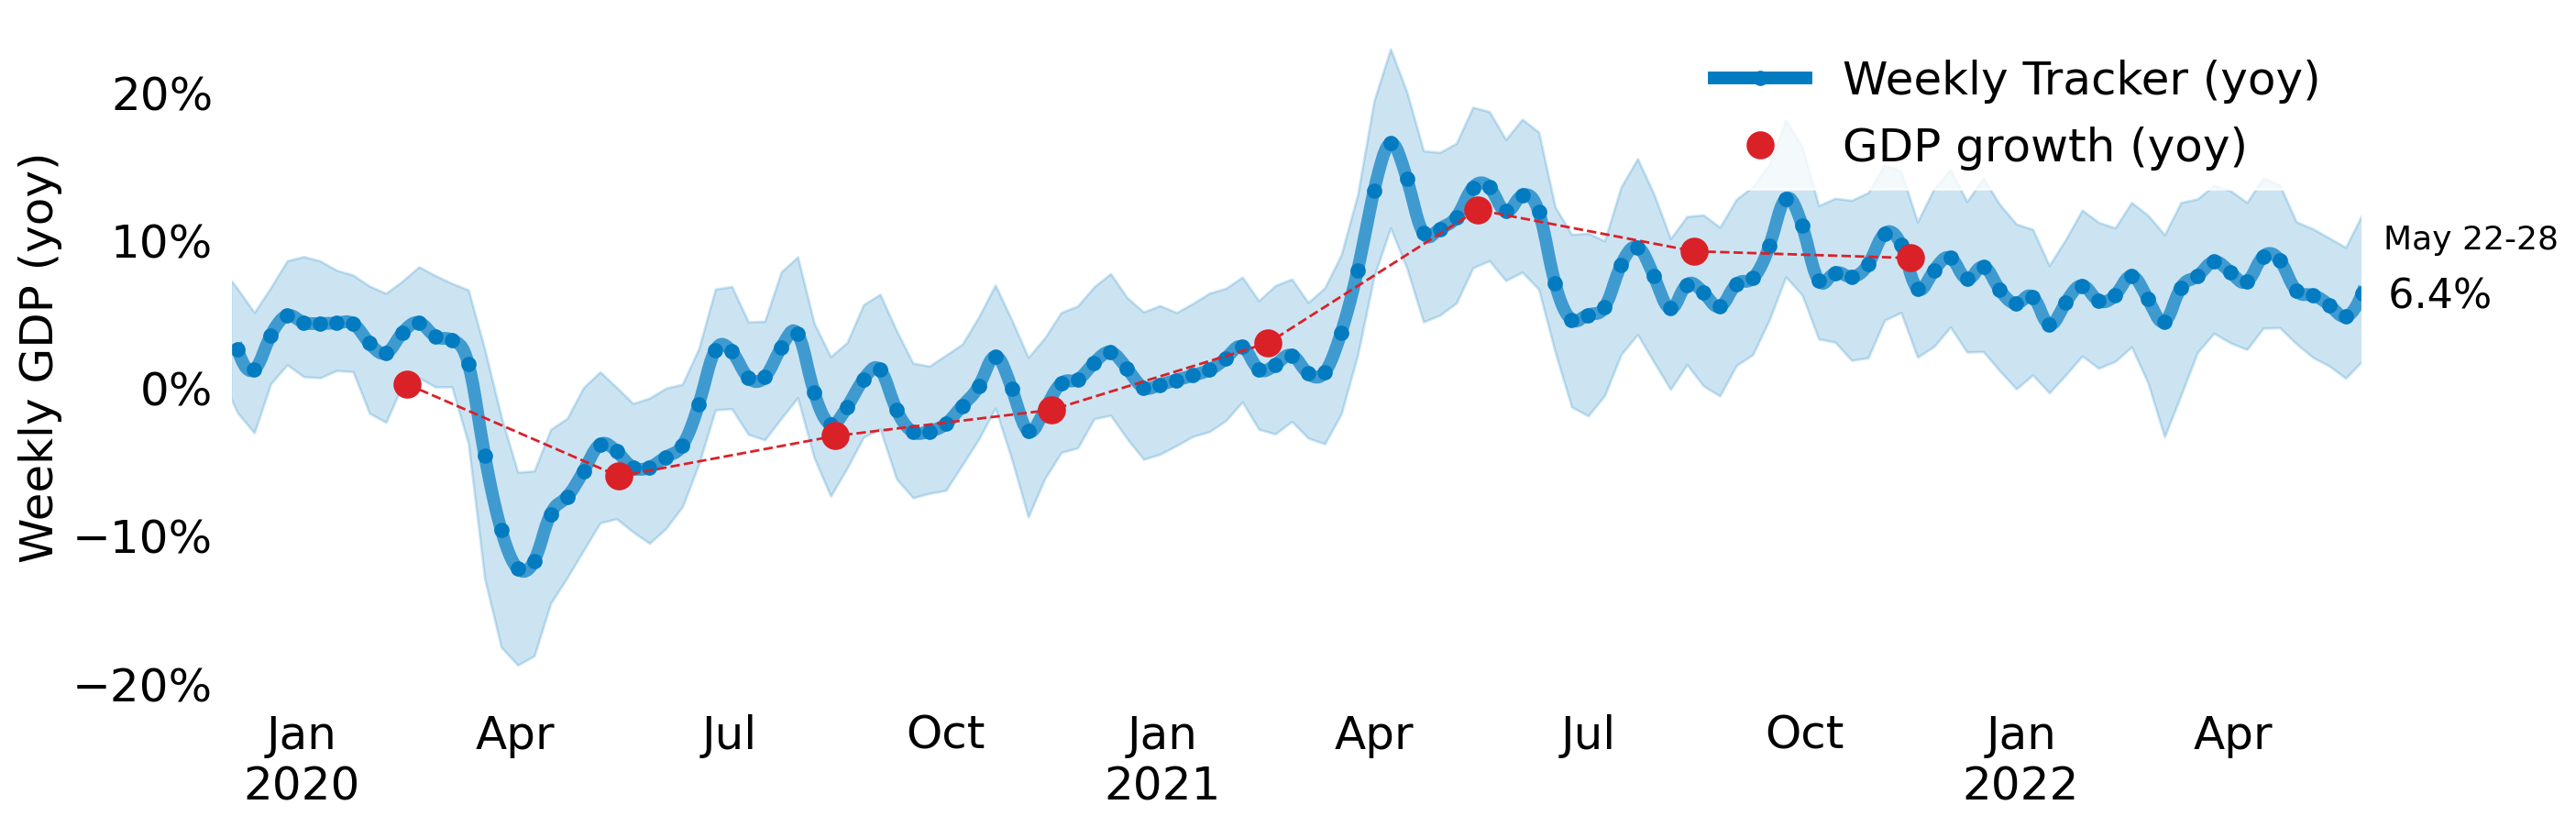 Weekly GDP (yoy)
20%
10%
0%
−10%
−20%
Weekly Tracker (yoy)
GDP growth (yoy)
May 22-28
6.4%
Jan Apr Jul Oct Jan Apr Jul Oct Jan Apr
2020 2021 2022